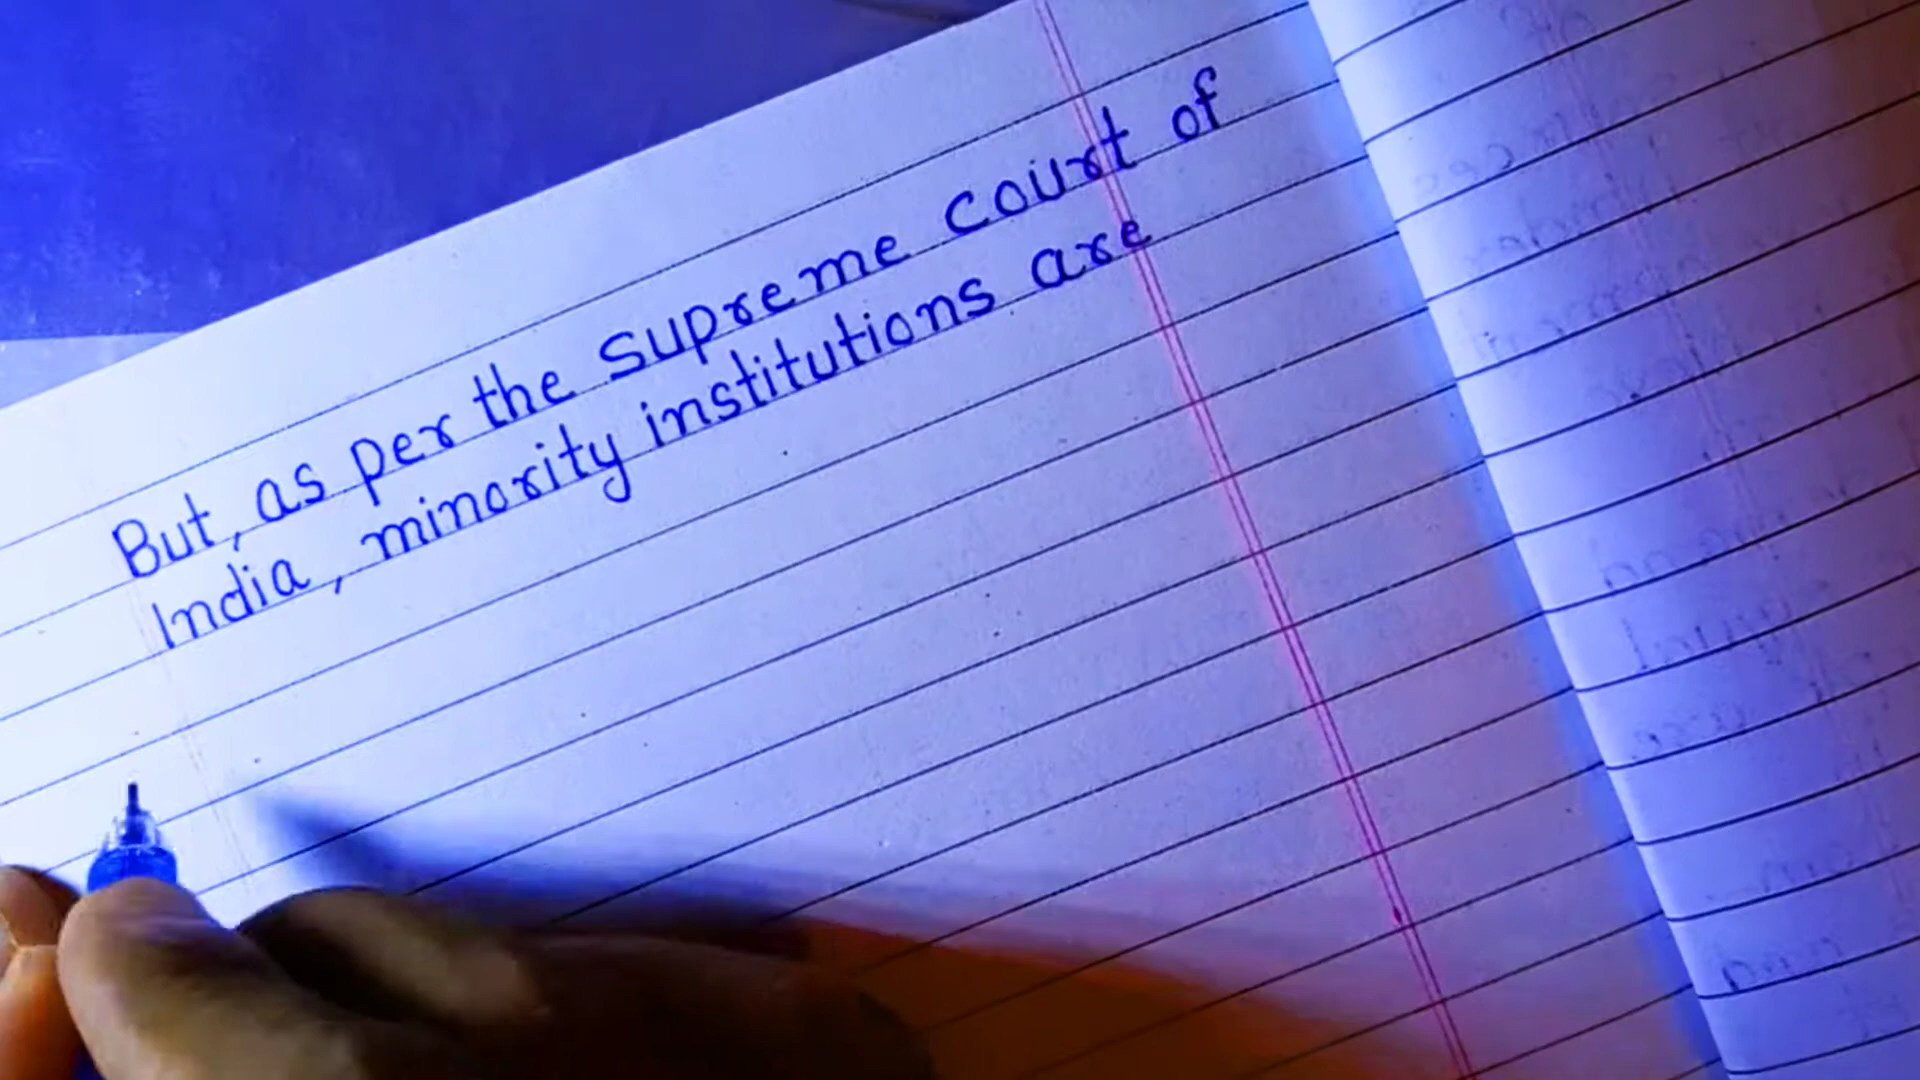 But, as per the Supreme Court of
India, minority institutions are